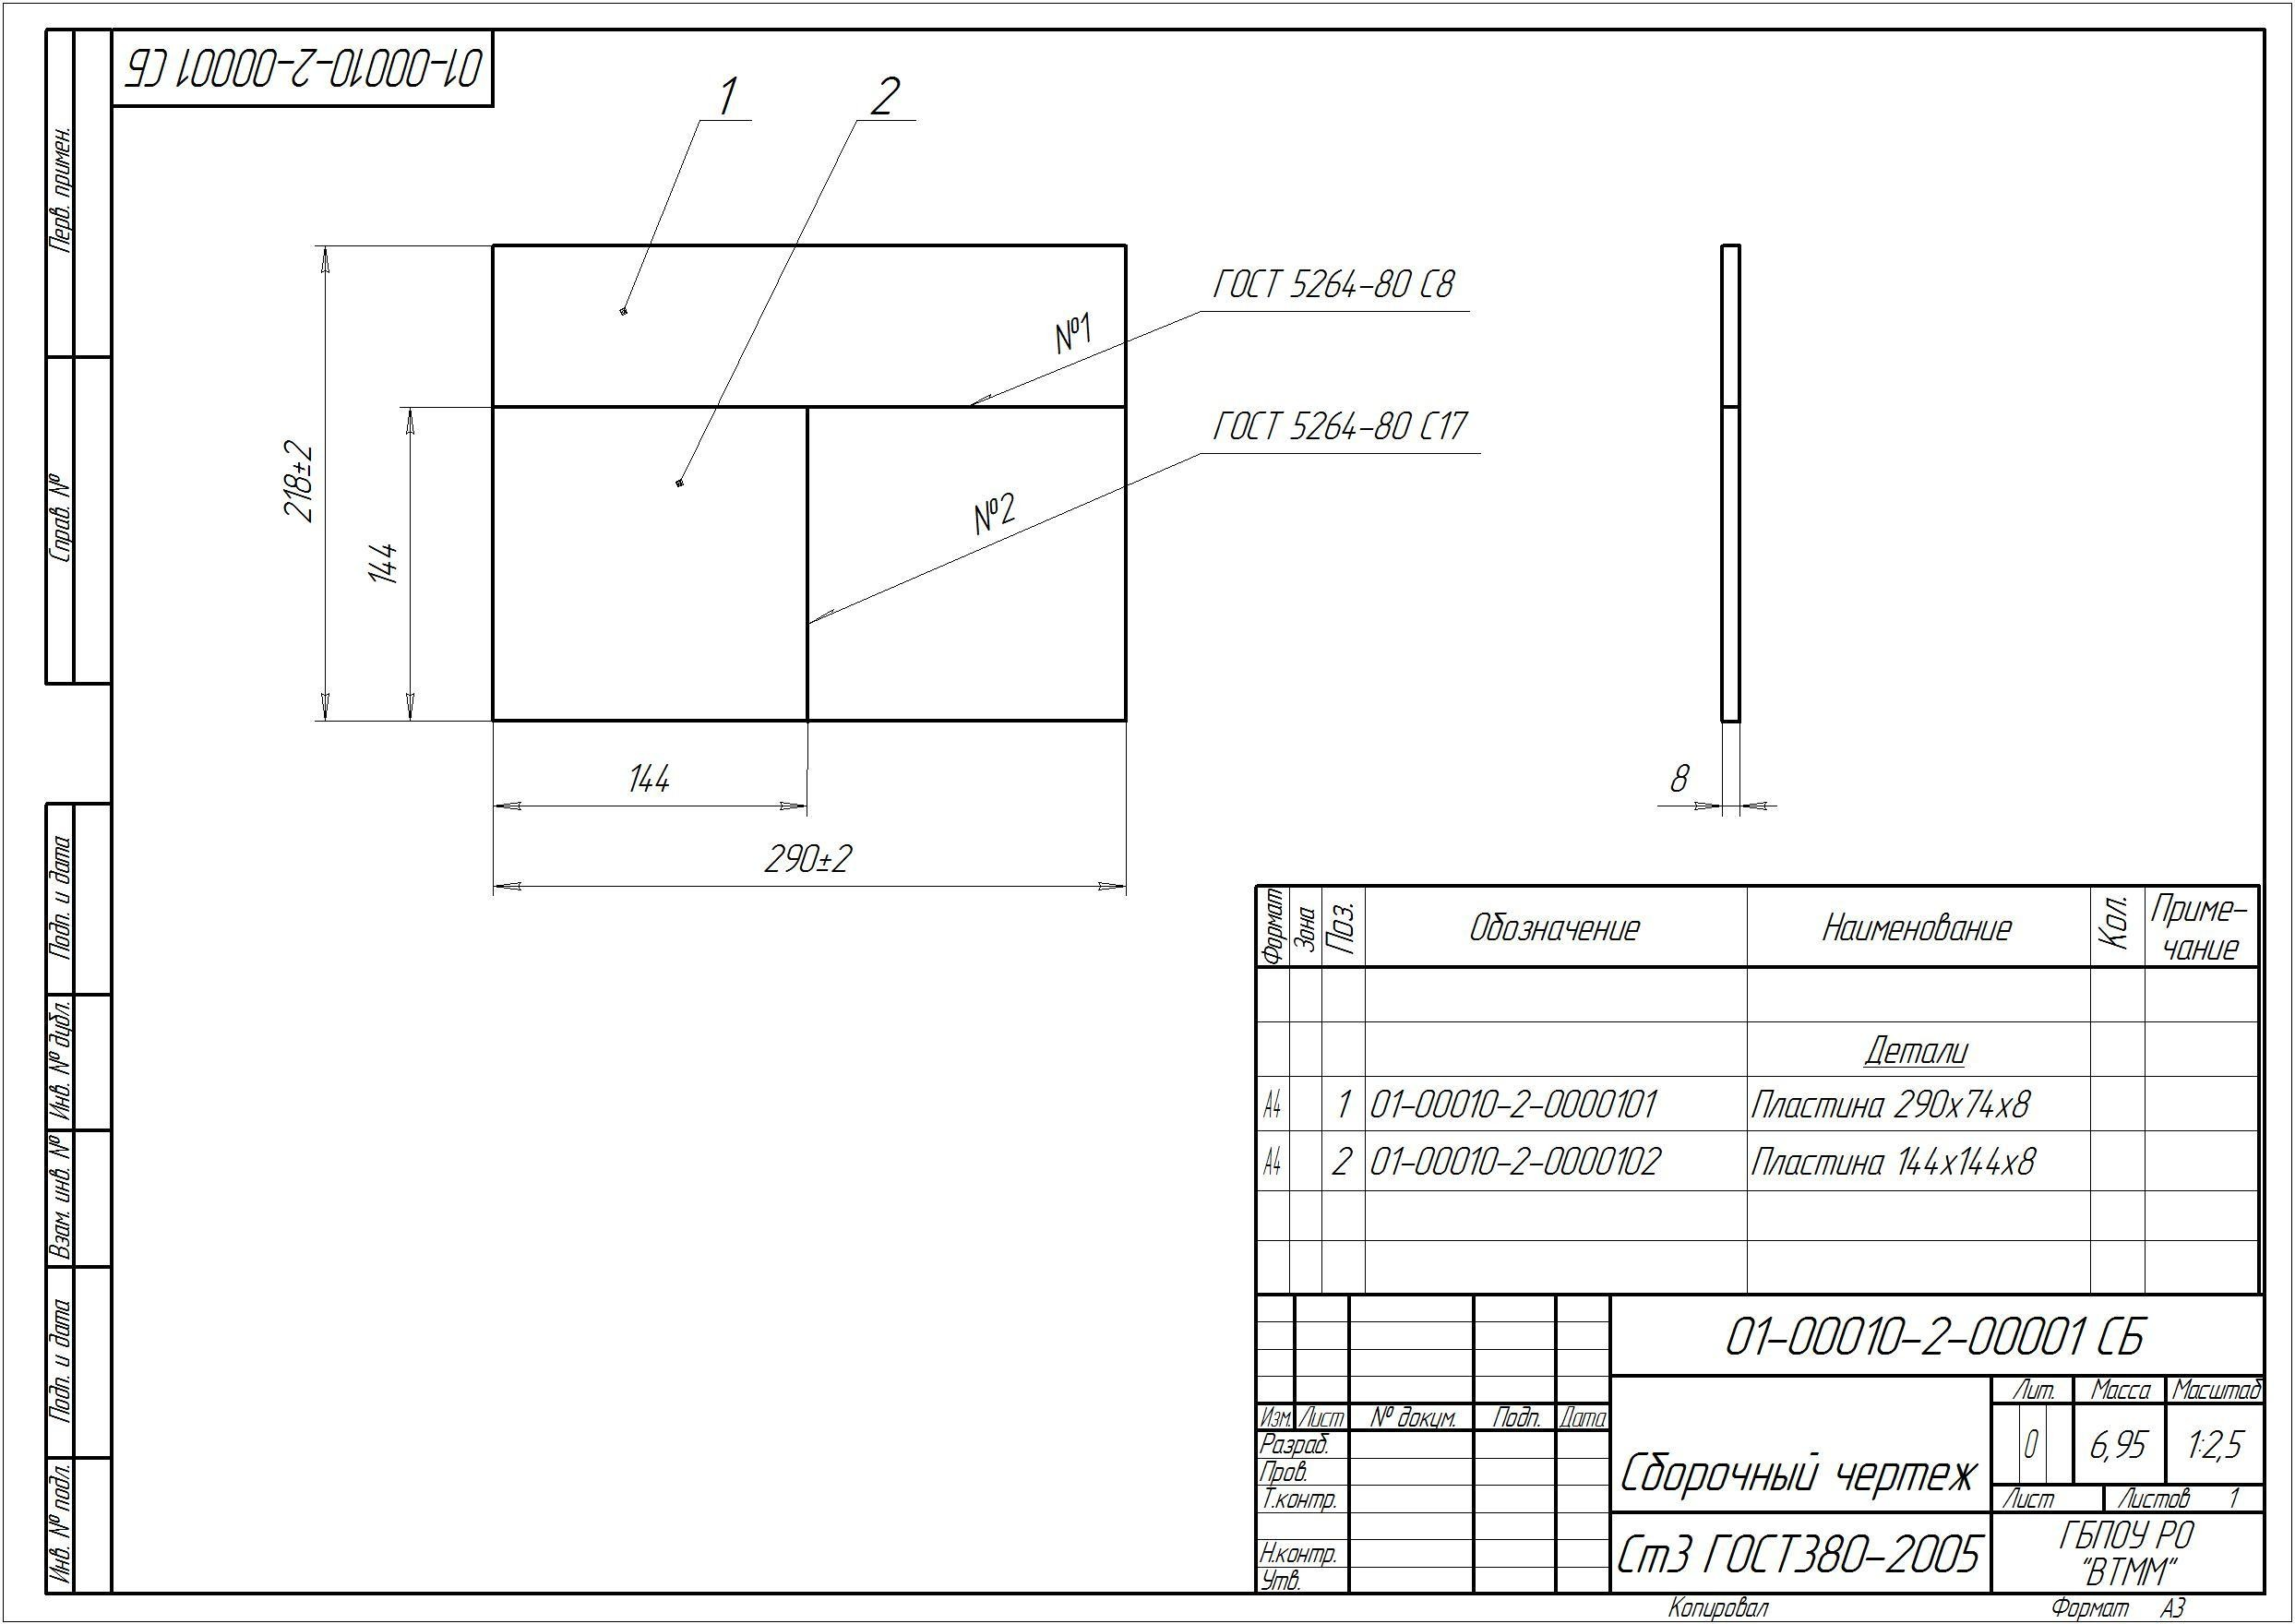 01-00010-2-00001 СБ
Перв. примен.
Справ. №
Подп. и дата
Инв. № дубл.
Взам. инв. №
Подп. и дата
Инв. № подл.
1
2
ГОСТ 5264-80 С8
№1
ГОСТ 5264-80 С17
№2
218±2
144
144
290±2
8
Формат Зона Поз. Обозначение Наименование Кол. Приме-
чание
Детали
А4 1 01-00010-2-0000101 Пластина 290х74х8
А4 2 01-00010-2-0000102 Пластина 144х144х8
01-00010-2-00001 СБ
Изм. Лист № докум. Подп. Дата
Разраб.
Пров.
Т.контр.
Н.контр.
Утв.
Сборочный чертеж
Лит. Масса Масштаб
О 6,95 1:2,5
Лист Листов 1
Ст3 ГОСТ380-2005
ГБПОУ РО
"ВТММ"
Копировал Формат А3